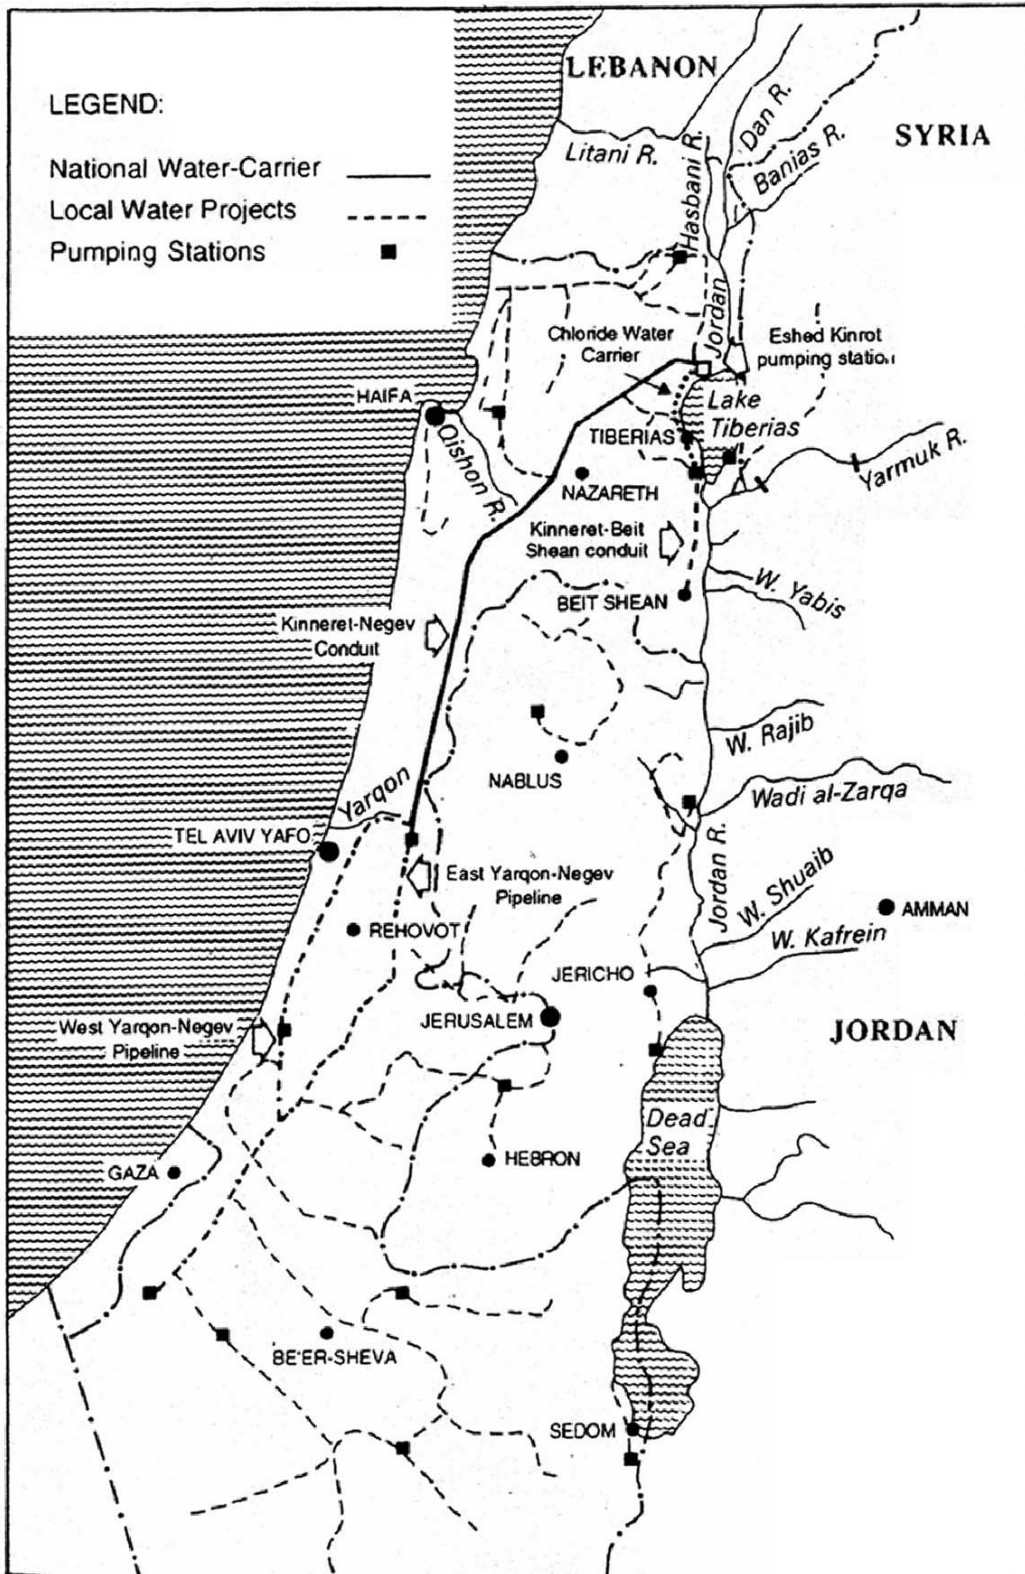 LEBANON
LEGEND:
SYRIA
National Water-Carrier
Local Water Projects
Pumping Stations
Litani R.
Hasbani R.
Dan R.
Banias R.
Jordan
Chloride Water
Carrier
Eshed Kinrot
pumping station
HAIFA
Qishon R.
Lake
Tiberias
TIBERIAS
NAZARETH
Yarmuk R.
Kinneret-Beit
Shean conduit
BEIT SHEAN
W. Yabis
Kinneret-Negev
Conduit
W. Rajib
NABLUS
Yarqon
Wadi al-Zarqa
TEL AVIV YAFO
East Yarqon-Negev
Pipeline
Jordan R.
W. Shuaib
AMMAN
REHOVOT
W. Kafrein
JERICHO
JERUSALEM
West Yarqon-Negev
Pipeline
JORDAN
Dead
Sea
HEBRON
GAZA
BE'ER-SHEVA
SEDOM